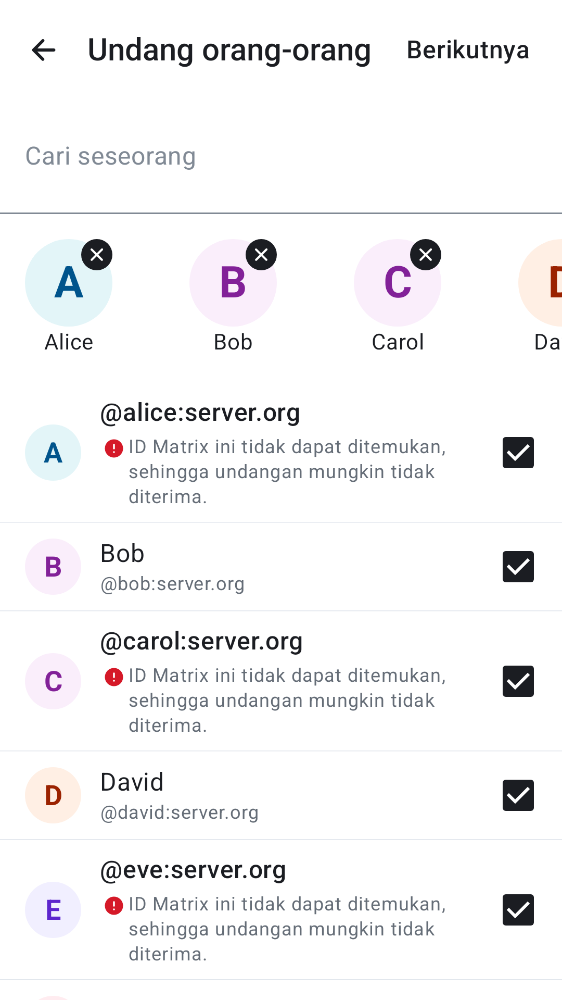 Undang orang-orang
Berikutnya
Cari seseorang
A
B
C
D
Alice
Bob
Carol
Da
A
@alice:server.org
ID Matrix ini tidak dapat ditemukan,
sehingga undangan mungkin tidak
diterima.
B
Bob
@bob:server.org
C
@carol:server.org
ID Matrix ini tidak dapat ditemukan,
sehingga undangan mungkin tidak
diterima.
D
David
@david:server.org
E
@eve:server.org
ID Matrix ini tidak dapat ditemukan,
sehingga undangan mungkin tidak
diterima.